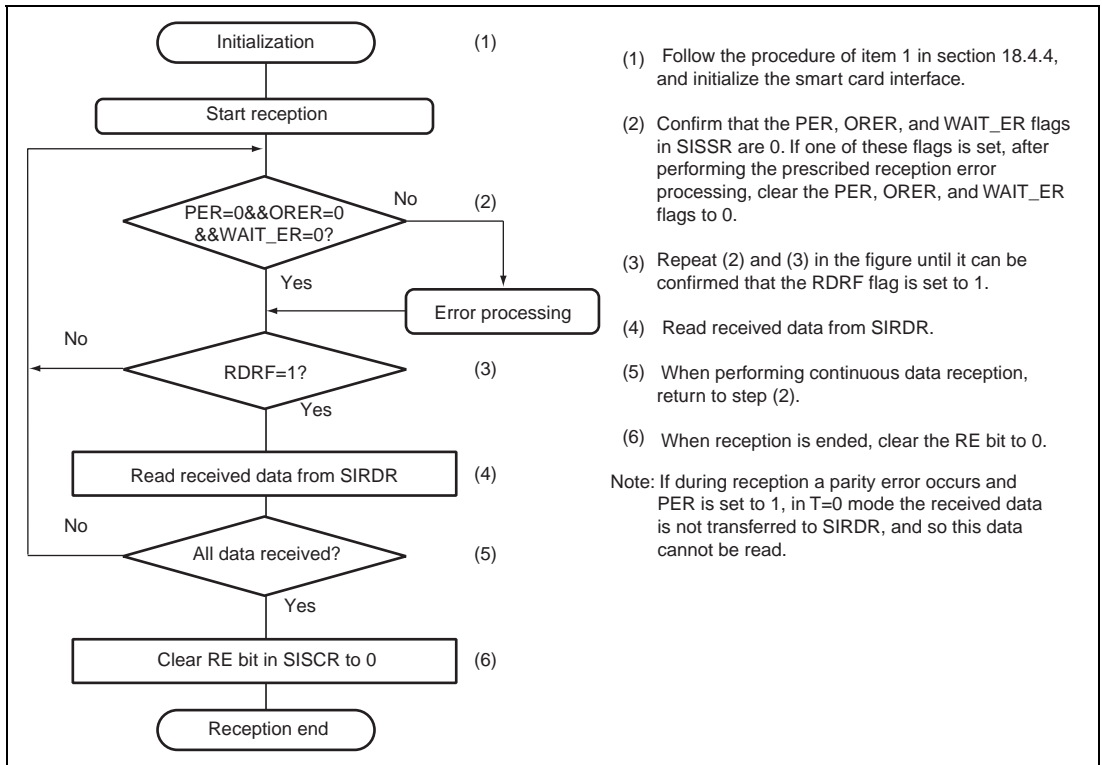 Initialization
(1)
Start reception
PER=0&&ORER=0
&&WAIT_ER=0?
No
(2)
Yes
Error processing
No
RDRF=1?
(3)
Yes
Read received data from SIRDR
(4)
No
All data received?
(5)
Yes
Clear RE bit in SISCR to 0
(6)
Reception end
(1) Follow the procedure of item 1 in section 18.4.4,
and initialize the smart card interface.
(2) Confirm that the PER, ORER, and WAIT_ER flags
in SISSR are 0. If one of these flags is set, after
performing the prescribed reception error
processing, clear the PER, ORER, and WAIT_ER
flags to 0.
(3) Repeat (2) and (3) in the figure until it can be
confirmed that the RDRF flag is set to 1.
(4) Read received data from SIRDR.
(5) When performing continuous data reception,
return to step (2).
(6) When reception is ended, clear the RE bit to 0.
Note: If during reception a parity error occurs and
PER is set to 1, in T=0 mode the received data
is not transferred to SIRDR, and so this data
cannot be read.